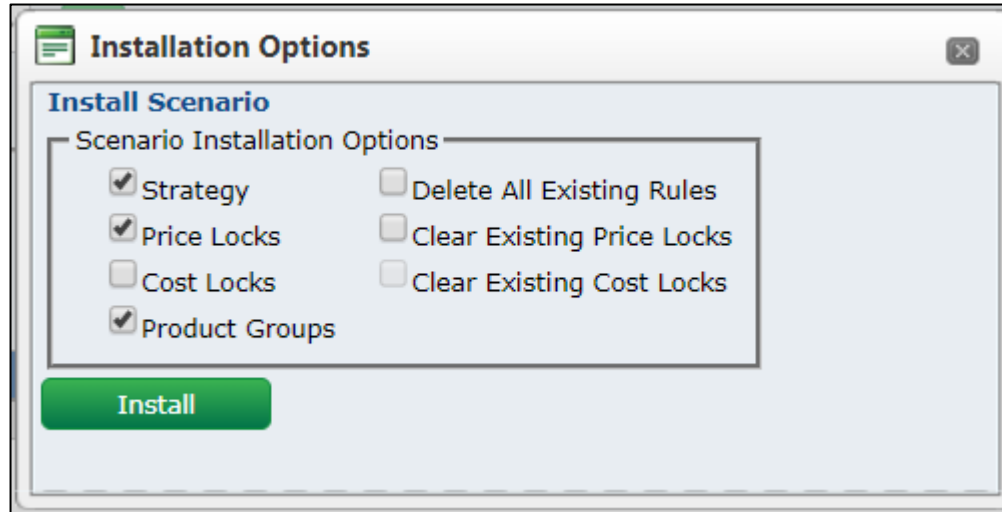 Installation Options
Install Scenario
Scenario Installation Options
Strategy
Delete All Existing Rules
Price Locks
Clear Existing Price Locks
Cost Locks
Clear Existing Cost Locks
Product Groups
Install